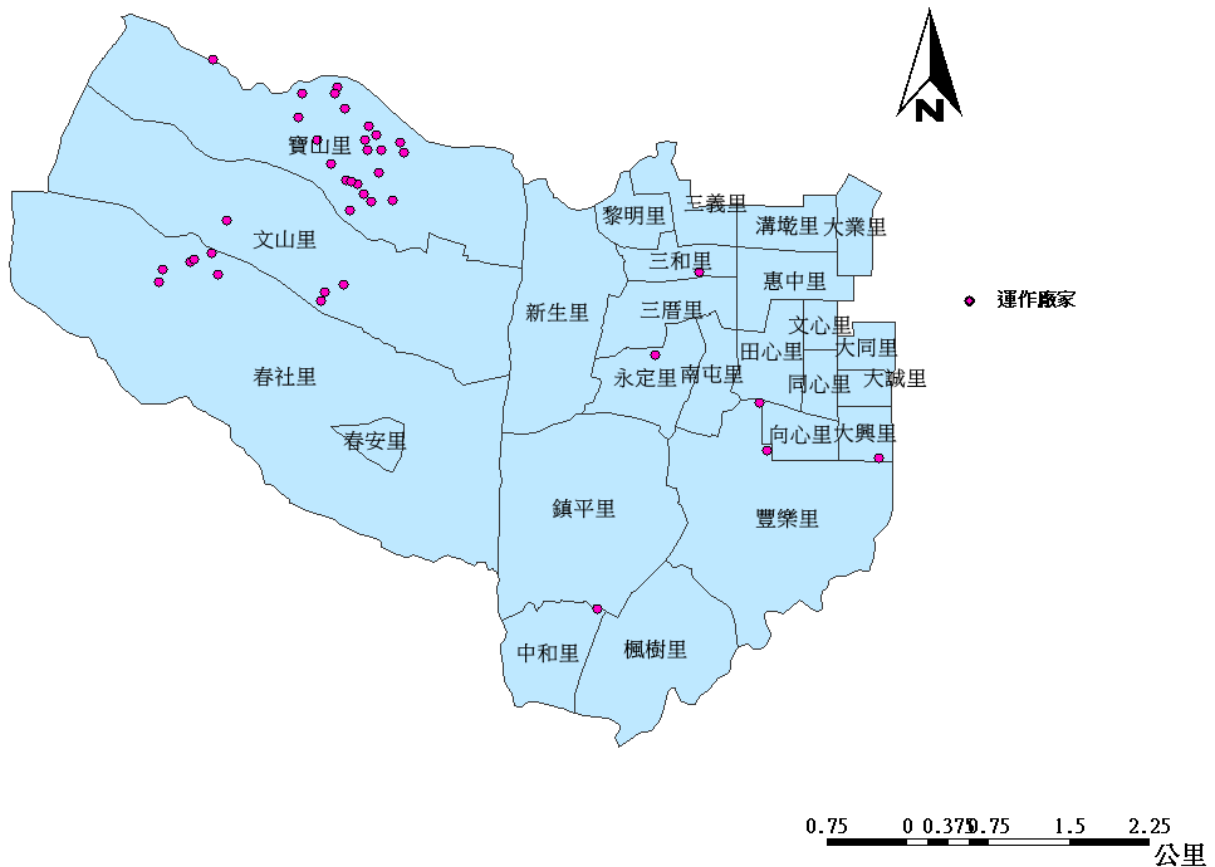 N
寶山里
三義里
黎明里
溝墘里
大業里
文山里
三和里
惠中里
運作廠家
新生里
三厝里
文心里
田心里
大同里
春社里
永定里
南屯里
同心里
大誠里
春安里
向心里
大興里
鎮平里
豐樂里
中和里
楓樹里
0.75 0 0.375 0.75 1.5 2.25
公里